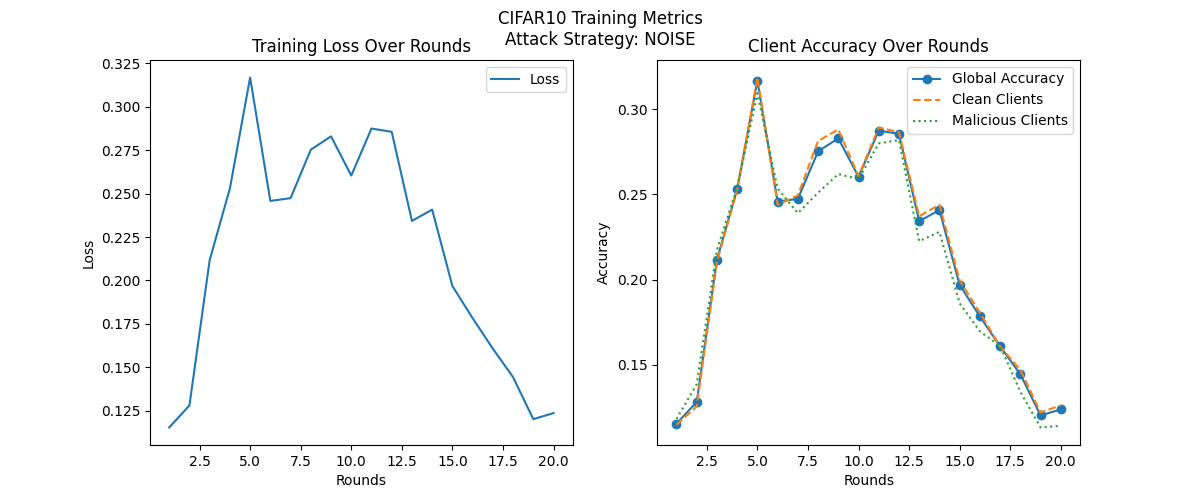 CIFAR10 Training Metrics
Attack Strategy: NOISE
Training Loss Over Rounds
Loss
0.325
0.300
0.275
0.250
0.225
0.200
0.175
0.150
0.125
Loss
2.5 5.0 7.5 10.0 12.5 15.0 17.5 20.0
Rounds
Client Accuracy Over Rounds
Global Accuracy
Clean Clients
Malicious Clients
0.30
0.25
0.20
0.15
Accuracy
2.5 5.0 7.5 10.0 12.5 15.0 17.5 20.0
Rounds